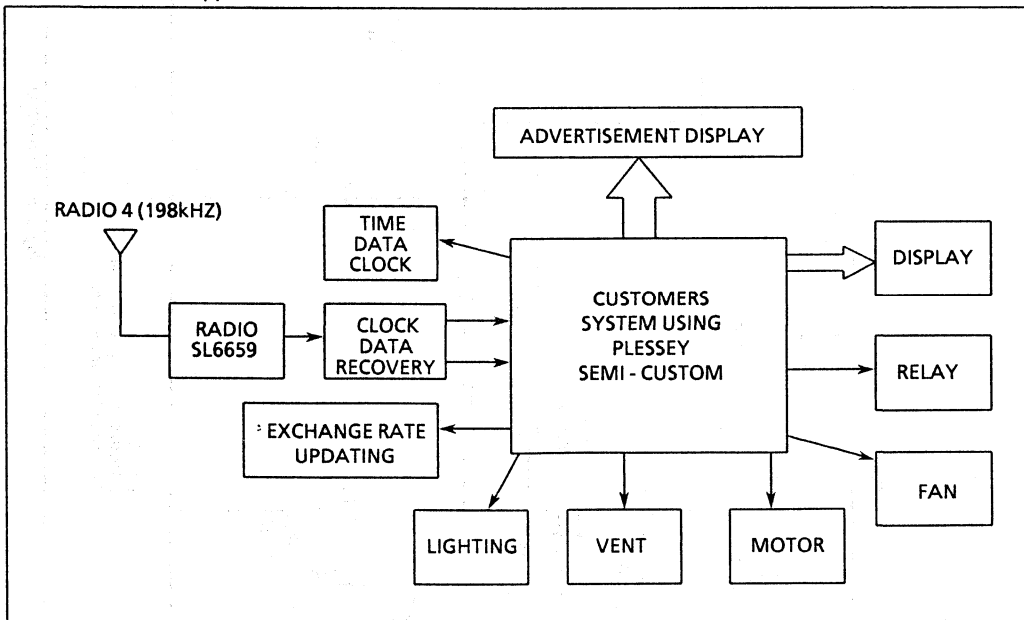 ADVERTISEMENT DISPLAY
RADIO 4 (198kHZ)
TIME
DATA
CLOCK
DISPLAY
CUSTOMERS
SYSTEM USING
PLESSEY
SEMI - CUSTOM
RADIO
SL6659
CLOCK
DATA
RECOVERY
RELAY
EXCHANGE RATE
UPDATING
FAN
LIGHTING
VENT
MOTOR